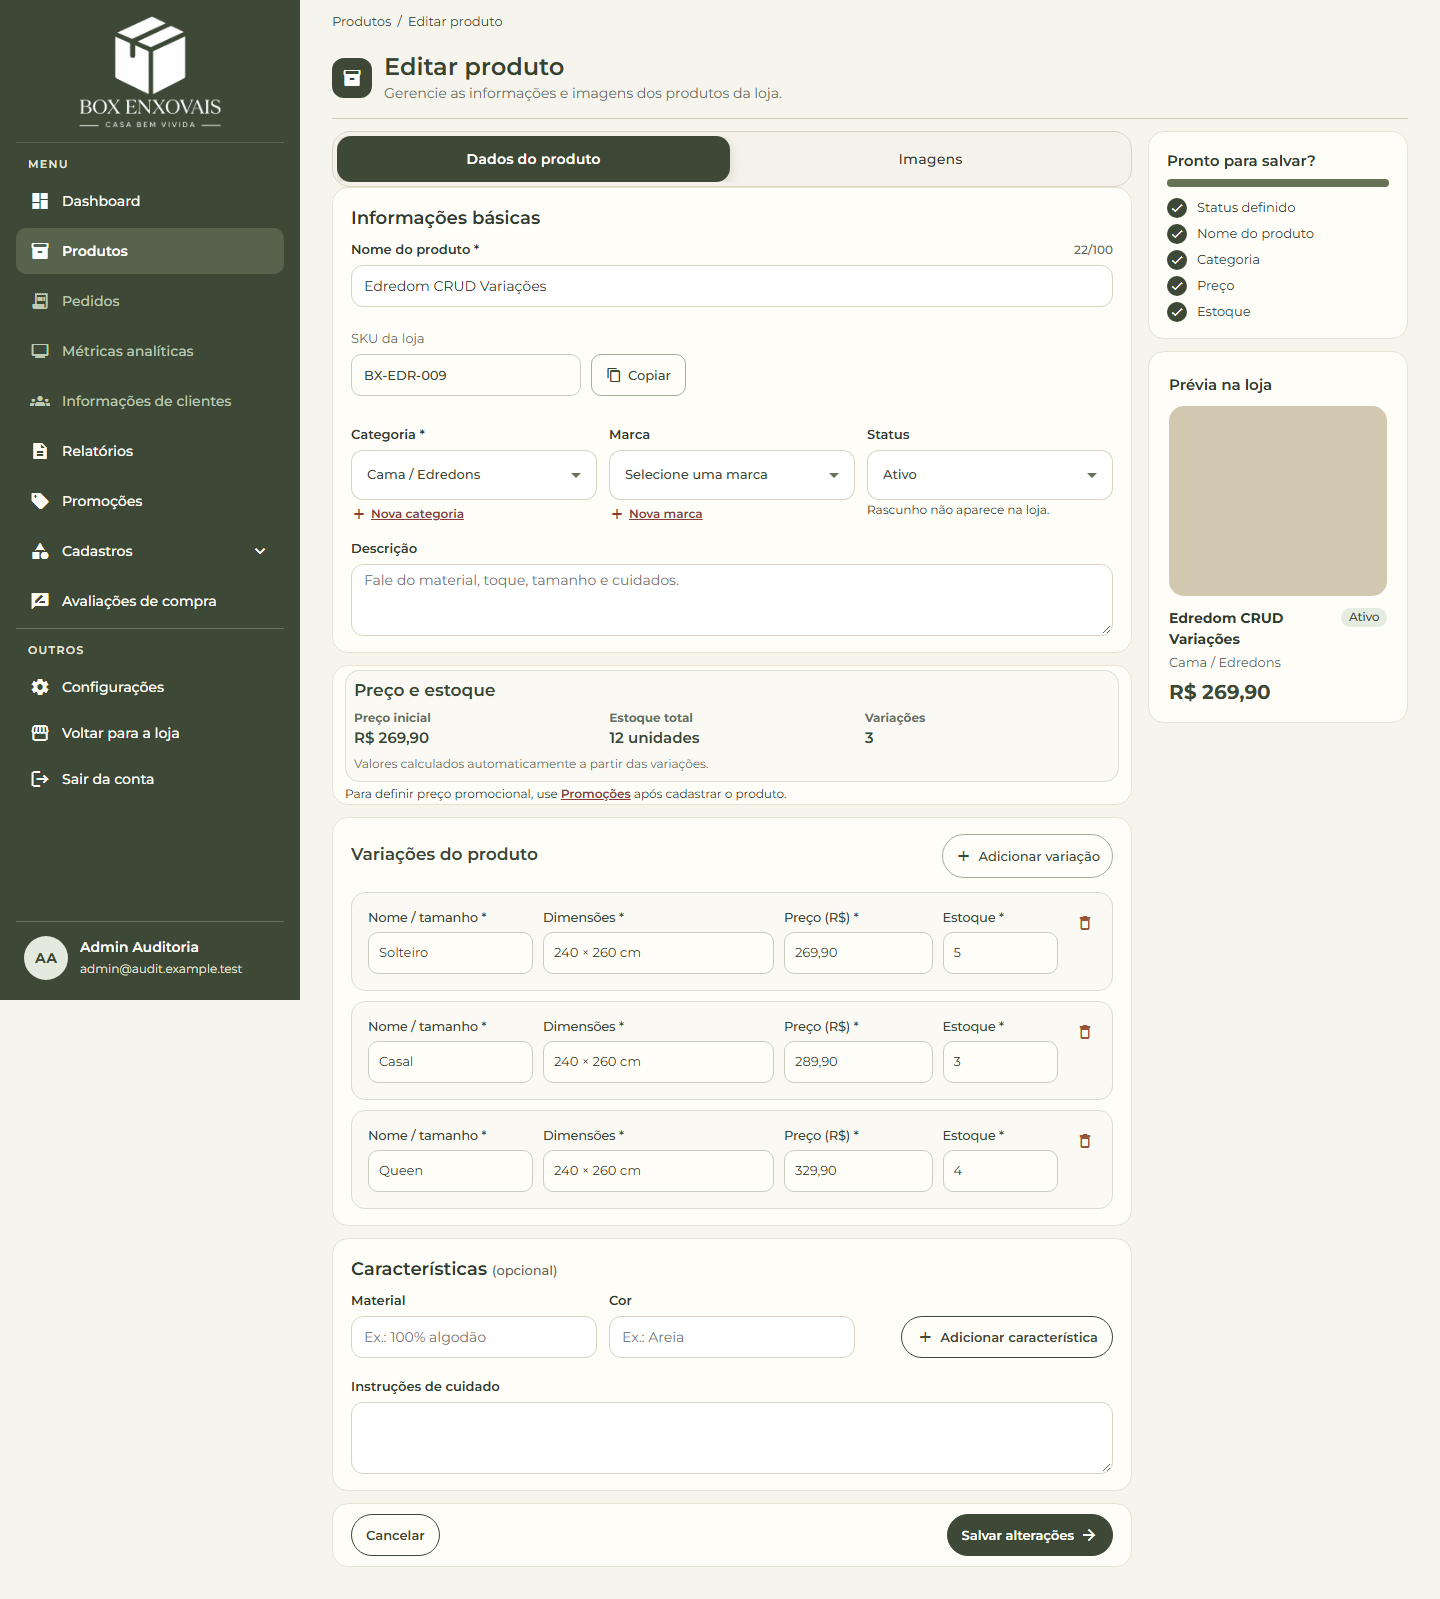 BOX ENXOVAIS
CASA BEM VIVIDA
MENU
Dashboard
Produtos
Pedidos
Métricas analíticas
Informações de clientes
Relatórios
Promoções
Cadastros
Avaliações de compra
OUTROS
Configurações
Voltar para a loja
Sair da conta
AA
Admin Auditoria
admin@audit.example.test
Produtos / Editar produto
Editar produto
Gerencie as informações e imagens dos produtos da loja.
Dados do produto
Imagens
Informações básicas
Nome do produto *
22/100
Edredom CRUD Variações
SKU da loja
BX-EDR-009
Copiar
Categoria *
Marca
Status
Cama / Edredons
Selecione uma marca
Ativo
Nova categoria
Nova marca
Rascunho não aparece na loja.
Descrição
Fale do material, toque, tamanho e cuidados.
Preço e estoque
Preço inicial
Estoque total
Variações
R$ 269,90
12 unidades
3
Valores calculados automaticamente a partir das variações.
Para definir preço promocional, use Promoções após cadastrar o produto.
Variações do produto
Adicionar variação
Nome / tamanho *
Dimensões *
Preço (R$) *
Estoque *
Solteiro
240 × 260 cm
269,90
5
Nome / tamanho *
Dimensões *
Preço (R$) *
Estoque *
Casal
240 × 260 cm
289,90
3
Nome / tamanho *
Dimensões *
Preço (R$) *
Estoque *
Queen
240 × 260 cm
329,90
4
Características (opcional)
Material
Cor
Ex.: 100% algodão
Ex.: Areia
Adicionar característica
Instruções de cuidado
Cancelar
Salvar alterações
Pronto para salvar?
Status definido
Nome do produto
Categoria
Preço
Estoque
Prévia na loja
Edredom CRUD
Variações
Ativo
Cama / Edredons
R$ 269,90